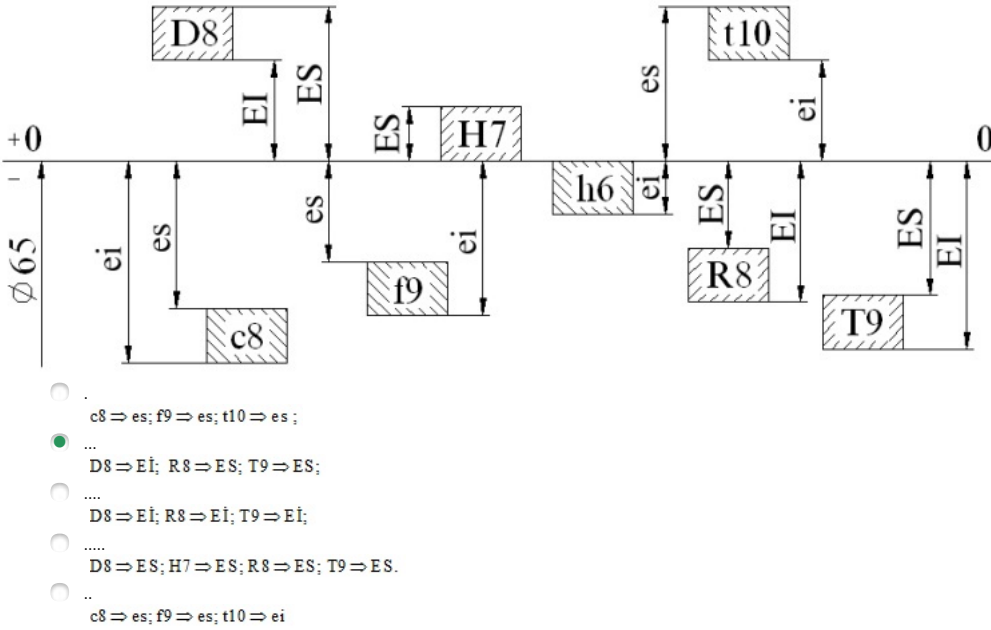 D8
t10
EI
ES
es
ei
ES
H7
+0
0
−
h6
ei
ei
es
es
ei
ES
EI
ES
EI
Ø65
R8
f9
T9
c8
.
c8 ⇒ es; f9 ⇒ es; t10 ⇒ es ;
...
D8 ⇒ Eİ; R8 ⇒ ES; T9 ⇒ ES;
....
D8 ⇒ Eİ; R8 ⇒ Eİ; T9 ⇒ Eİ;
.....
D8 ⇒ ES; H7 ⇒ ES; R8 ⇒ ES; T9 ⇒ ES.
..
c8 ⇒ es; f9 ⇒ es; t10 ⇒ ei